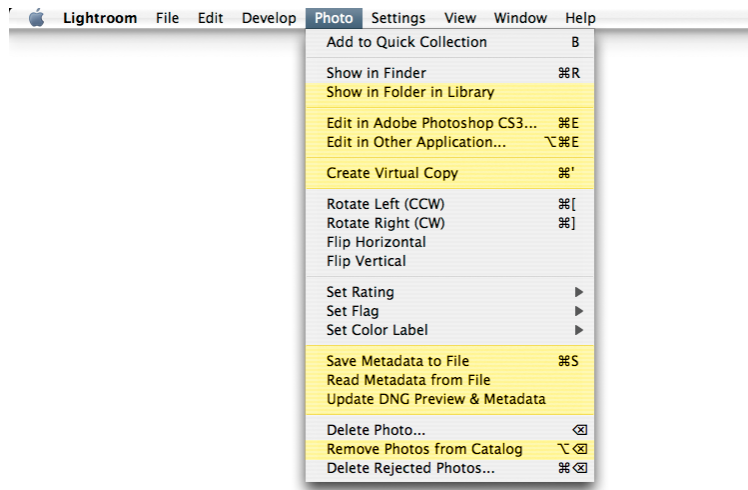 Lightroom File Edit Develop Photo Settings View Window Help
Add to Quick Collection B
Show in Finder ⌘R
Show in Folder in Library
Edit in Adobe Photoshop CS3... ⌘E
Edit in Other Application... ⌥⌘E
Create Virtual Copy ⌘'
Rotate Left (CCW) ⌘[
Rotate Right (CW) ⌘]
Flip Horizontal
Flip Vertical
Set Rating ▶
Set Flag ▶
Set Color Label ▶
Save Metadata to File ⌘S
Read Metadata from File
Update DNG Preview & Metadata
Delete Photo... ⌫
Remove Photos from Catalog ⌥⌫
Delete Rejected Photos... ⌘⌫